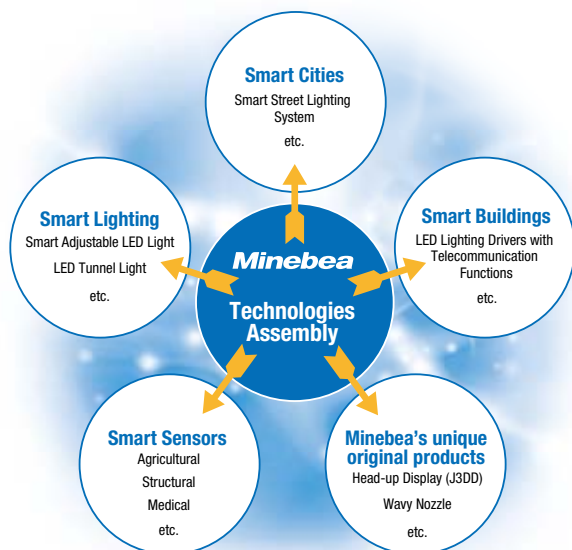 Smart Cities
Smart Street Lighting
System
etc.
Smart Lighting
Smart Adjustable LED Light
LED Tunnel Light
etc.
Minebea
Technologies
Assembly
Smart Buildings
LED Lighting Drivers with
Telecommunication
Functions
etc.
Smart Sensors
Agricultural
Structural
Medical
etc.
Minebea's unique
original products
Head-up Display (J3DD)
Wavy Nozzle
etc.